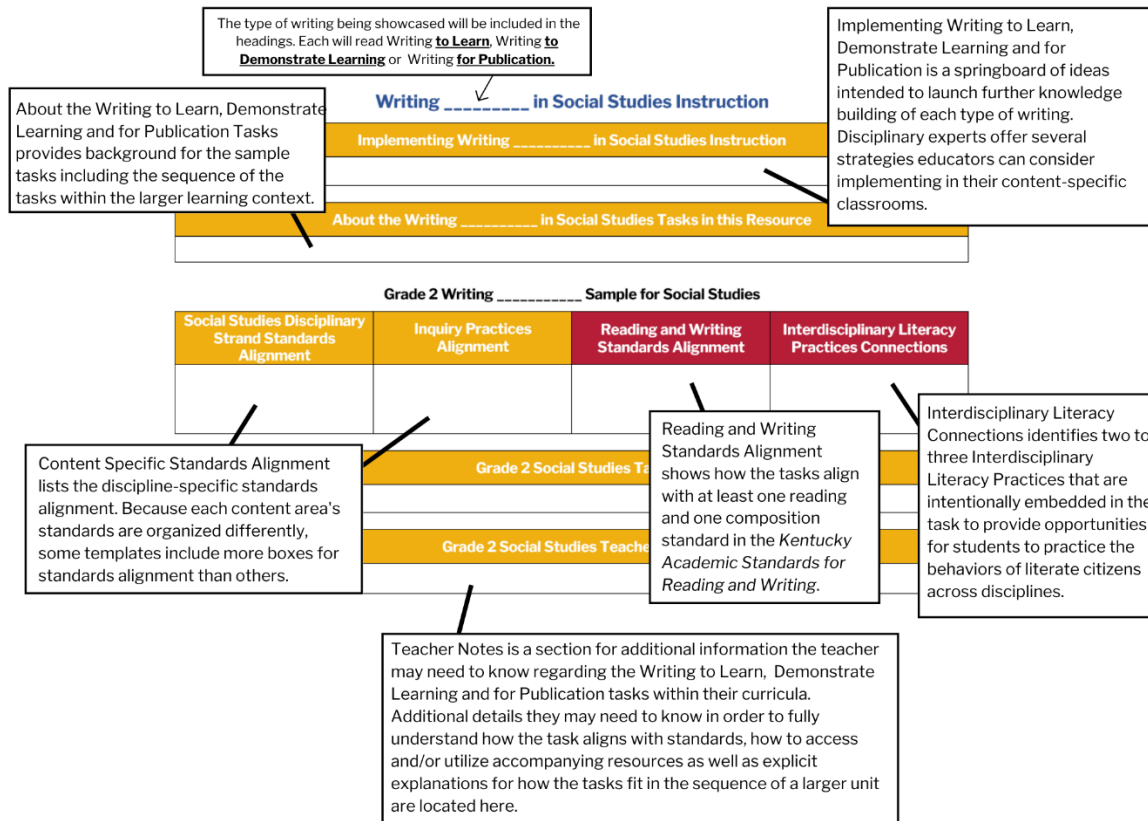 The type of writing being showcased will be included in the
headings. Each will read Writing to Learn, Writing to
Demonstrate Learning or Writing for Publication.
Implementing Writing to Learn,
Demonstrate Learning and for
Publication is a springboard of ideas
intended to launch further knowledge
building of each type of writing.
Disciplinary experts offer several
strategies educators can consider
implementing in their content-specific
classrooms.
About the Writing to Learn, Demonstrate
Learning and for Publication Tasks
provides background for the sample
tasks including the sequence of the
tasks within the larger learning context.
Writing _________ in Social Studies Instruction
Implementing Writing __________ in Social Studies Instruction
About the Writing __________ in Social Studies Tasks in this Resource
Grade 2 Writing ___________ Sample for Social Studies
Social Studies Disciplinary
Strand Standards
Alignment
Inquiry Practices
Alignment
Reading and Writing
Standards Alignment
Interdisciplinary Literacy
Practices Connections
Content Specific Standards Alignment
lists the discipline-specific standards
alignment. Because each content area's
standards are organized differently,
some templates include more boxes for
standards alignment than others.
Grade 2 Social Studies Ta
Grade 2 Social Studies Teache
Reading and Writing
Standards Alignment
shows how the tasks align
with at least one reading
and one composition
standard in the Kentucky
Academic Standards for
Reading and Writing.
Interdisciplinary Literacy
Connections identifies two to
three Interdisciplinary
Literacy Practices that are
intentionally embedded in the
task to provide opportunities
for students to practice the
behaviors of literate citizens
across disciplines.
Teacher Notes is a section for additional information the teacher
may need to know regarding the Writing to Learn, Demonstrate
Learning and for Publication tasks within their curricula.
Additional details they may need to know in order to fully
understand how the task aligns with standards, how to access
and/or utilize accompanying resources as well as explicit
explanations for how the tasks fit in the sequence of a larger unit
are located here.